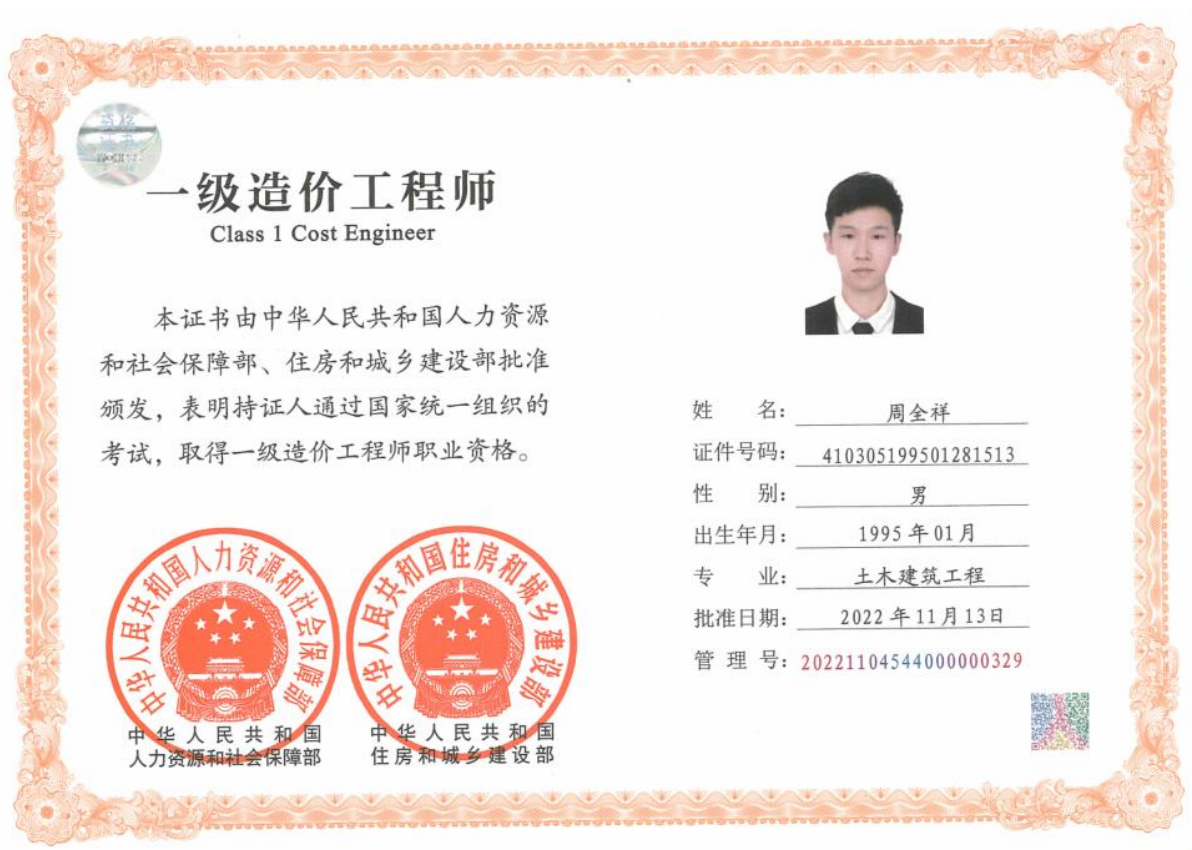 一级造价工程师
Class 1 Cost Engineer
本证书由中华人民共和国人力资源
和社会保障部、住房和城乡建设部批准
颁发，表明持证人通过国家统一组织的
考试，取得一级造价工程师职业资格。
中华人民共和国人力资源和社会保障部
中华人民共和国住房和城乡建设部
中华人民共和国
人力资源和社会保障部
中华人民共和国
住房和城乡建设部
姓 名：周全祥
证件号码：410305199501281513
性 别：男
出生年月：1995年01月
专 业：土木建筑工程
批准日期：2022年11月13日
管理号：20221104544000000329